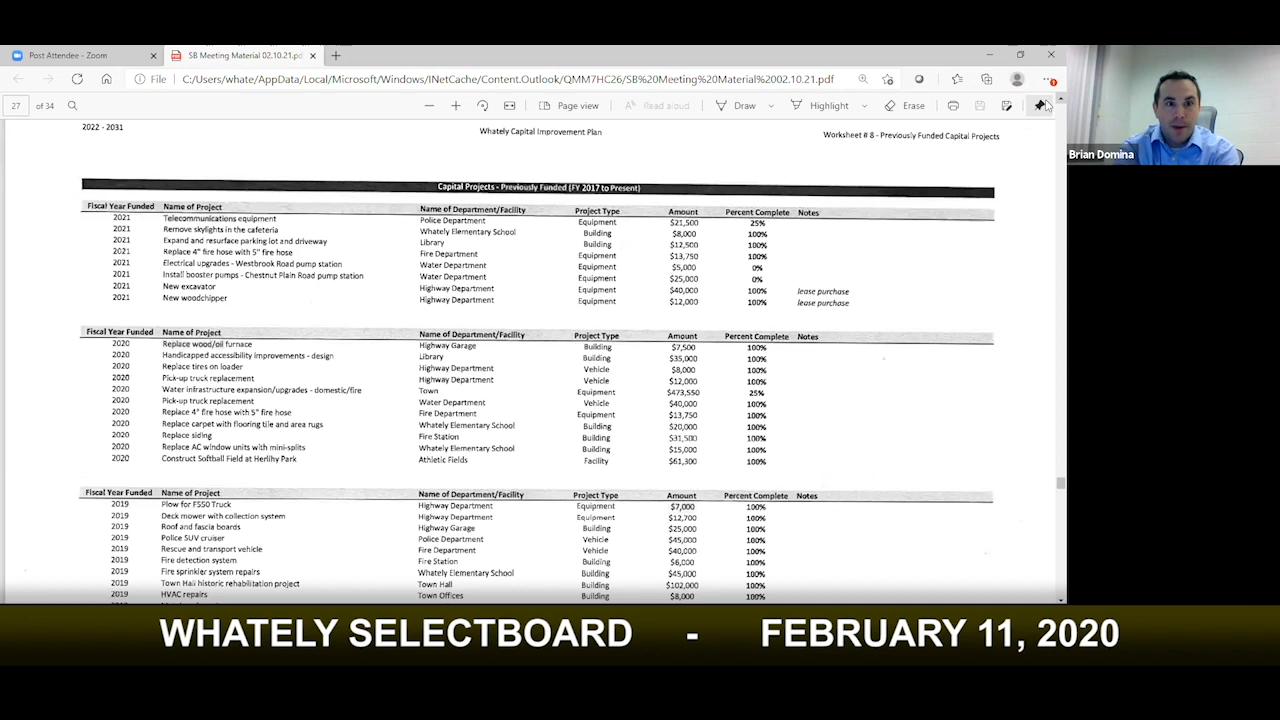 Post Attendee - Zoom
SB Meeting Material 02.10.21.pd
File C:/Users/whate/AppData/Local/Microsoft/Windows/INetCache/Content.Outlook/QMM7HC26/SB%20Meeting%20Material%2002.10.21.pdf
27 of 34 Page view Read aloud Draw Highlight Erase
2022 - 2031 Whately Capital Improvement Plan Worksheet # 8 - Previously Funded Capital Projects
Brian Domina
Capital Projects - Previously Funded (FY 2017 to Present)
Fiscal Year Funded Name of Project Name of Department/Facility Project Type Amount Percent Complete Notes
2021 Telecommunications equipment Police Department Equipment $21,500 25%
2021 Remove skylights in the cafeteria Whately Elementary School Building $8,000 100%
2021 Expand and resurface parking lot and driveway Library Building $12,500 100%
2021 Replace 4" fire hose with 5" fire hose Fire Department Equipment $13,750 100%
2021 Electrical upgrades - Westbrook Road pump station Water Department Equipment $5,000 0%
2021 Install booster pumps - Chestnut Plain Road pump station Water Department Equipment $25,000 0%
2021 New excavator Highway Department Equipment $40,000 100% lease purchase
2021 New woodchipper Highway Department Equipment $12,000 100% lease purchase
Fiscal Year Funded Name of Project Name of Department/Facility Project Type Amount Percent Complete Notes
2020 Replace wood/oil furnace Highway Garage Building $7,500 100%
2020 Handicapped accessibility improvements - design Library Building $35,000 100%
2020 Replace tires on loader Highway Department Vehicle $8,000 100%
2020 Pick-up truck replacement Highway Department Vehicle $12,000 100%
2020 Water infrastructure expansion/upgrades - domestic/fire Town Equipment $473,550 25%
2020 Pick-up truck replacement Water Department Vehicle $40,000 100%
2020 Replace 4" fire hose with 5" fire hose Fire Department Equipment $13,750 100%
2020 Replace carpet with flooring tile and area rugs Whately Elementary School Building $20,000 100%
2020 Replace siding Fire Station Building $31,500 100%
2020 Replace AC window units with mini-splits Whately Elementary School Building $15,000 100%
2020 Construct Softball Field at Herlihy Park Athletic Fields Facility $61,300 100%
Fiscal Year Funded Name of Project Name of Department/Facility Project Type Amount Percent Complete Notes
2019 Plow for F550 Truck Highway Department Equipment $7,000 100%
2019 Deck mower with collection system Highway Department Equipment $12,700 100%
2019 Roof and fascia boards Highway Garage Building $25,000 100%
2019 Police SUV cruiser Police Department Vehicle $45,000 100%
2019 Rescue and transport vehicle Fire Department Vehicle $40,000 100%
2019 Fire detection system Fire Station Building $6,000 100%
2019 Fire sprinkler system repairs Whately Elementary School Building $45,000 100%
2019 Town Hall historic rehabilitation project Town Hall Building $102,000 100%
2019 HVAC repairs Town Offices Building $8,000 100%
WHATELY SELECTBOARD - FEBRUARY 11, 2020